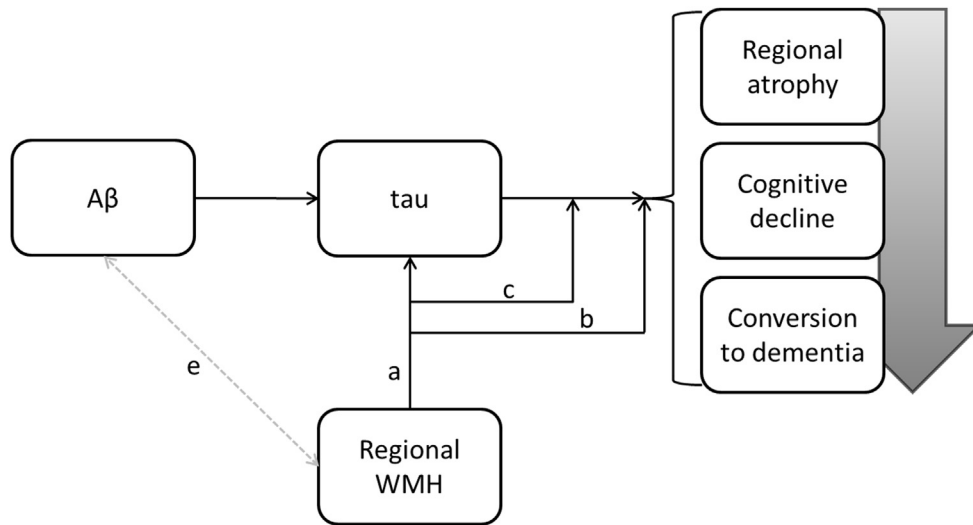 Regional
atrophy
Aβ
tau
Cognitive
decline
c
b
Conversion
to dementia
e
a
Regional
WMH